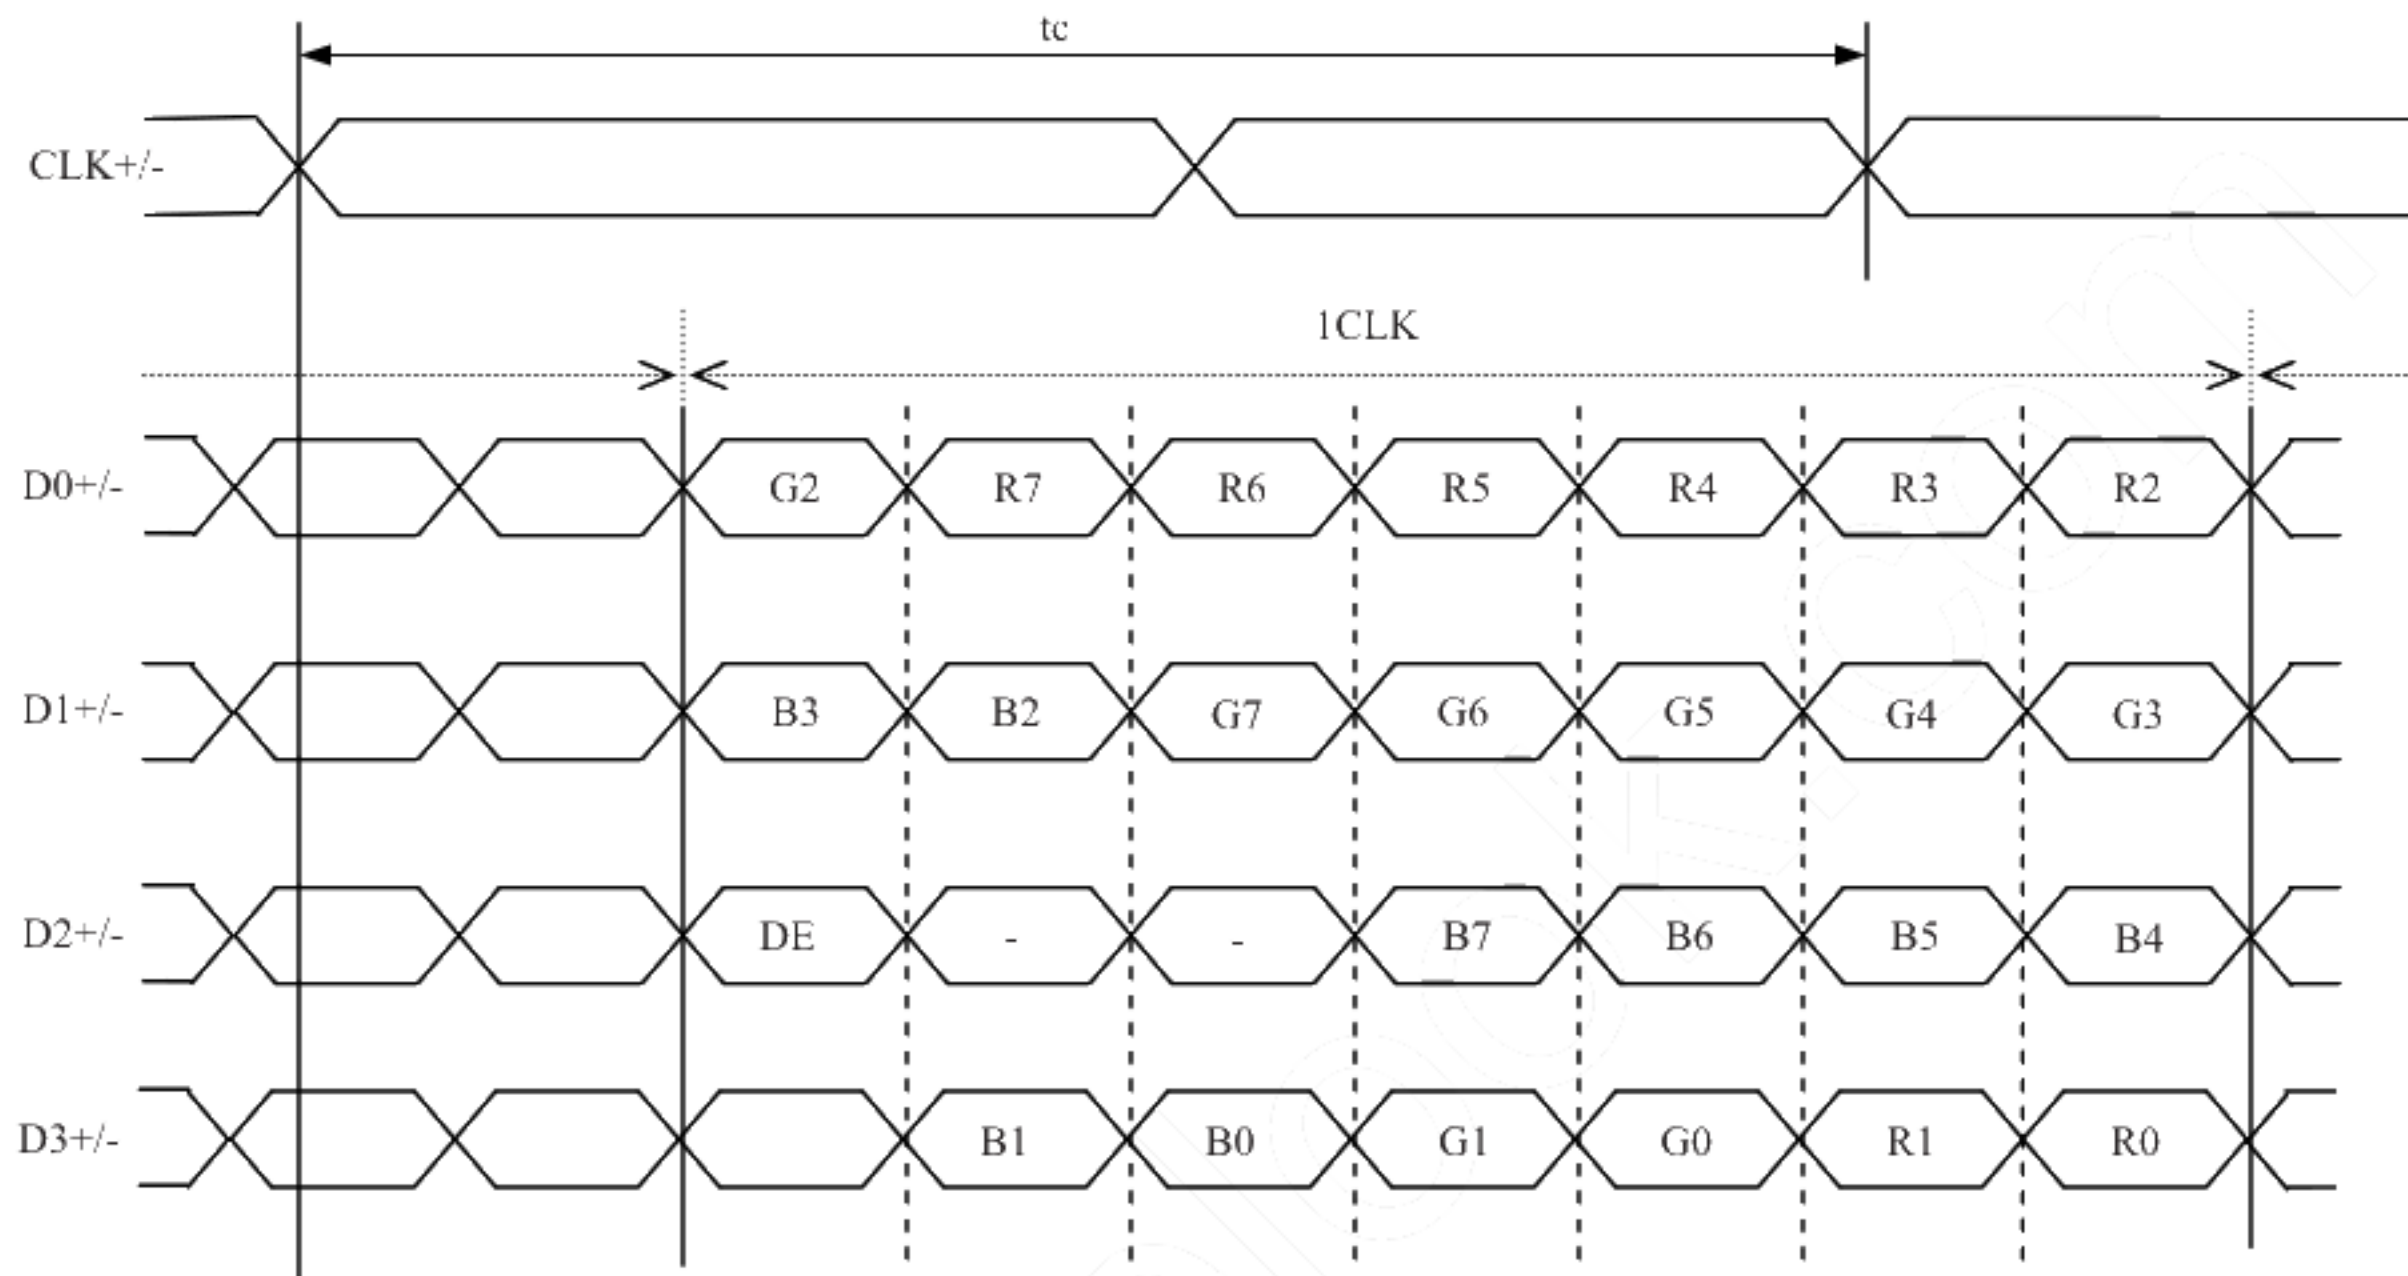 tc
CLK+/-
1CLK
D0+/- G2 R7 R6 R5 R4 R3 R2
D1+/- B3 B2 G7 G6 G5 G4 G3
D2+/- DE - - B7 B6 B5 B4
D3+/- B1 B0 G1 G0 R1 R0